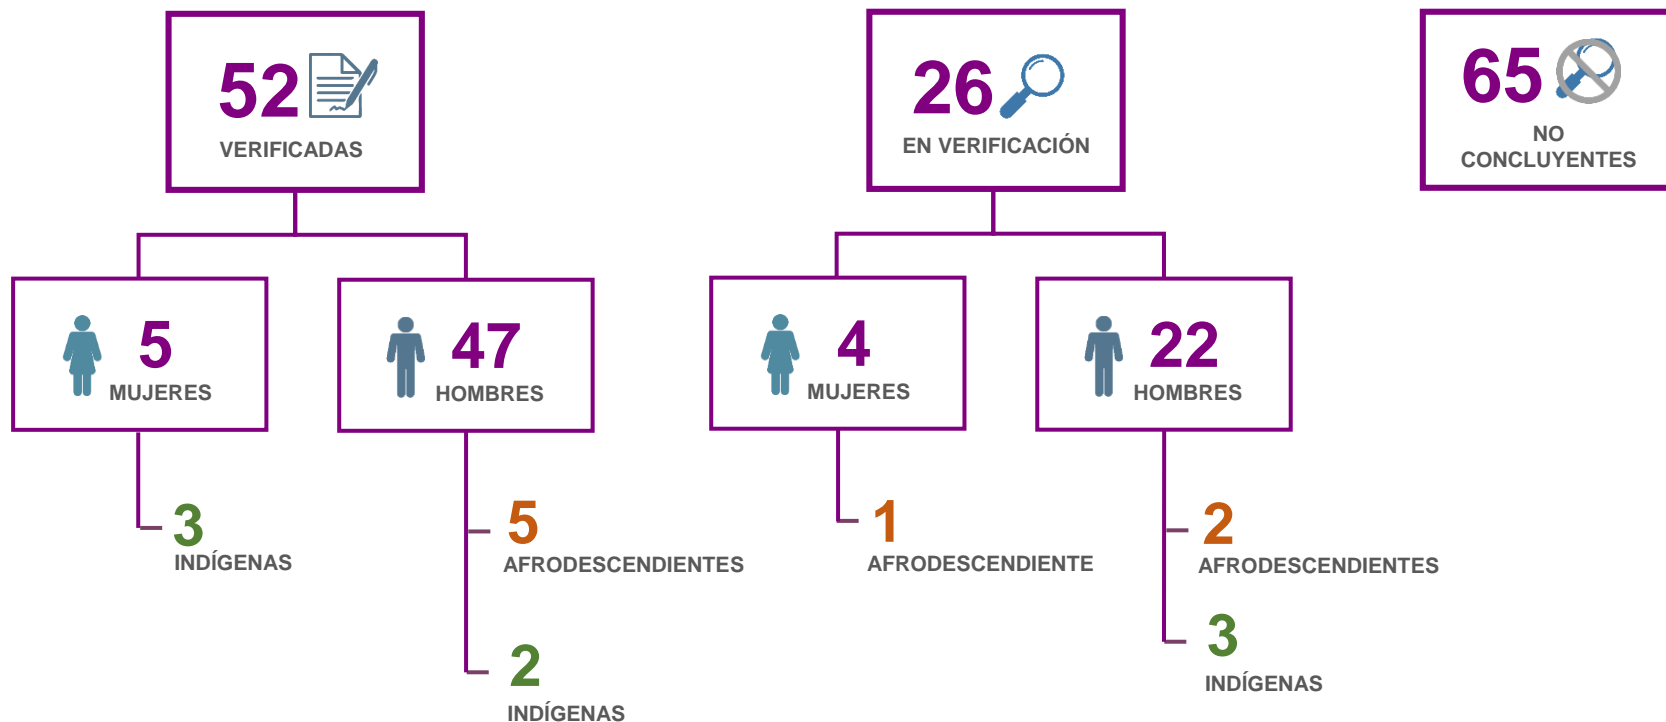 52
VERIFICADAS
26
EN VERIFICACIÓN
65
NO
CONCLUYENTES
5
MUJERES
47
HOMBRES
4
MUJERES
22
HOMBRES
3
INDÍGENAS
5
AFRODESCENDIENTES
2
INDÍGENAS
1
AFRODESCENDIENTE
2
AFRODESCENDIENTES
3
INDÍGENAS